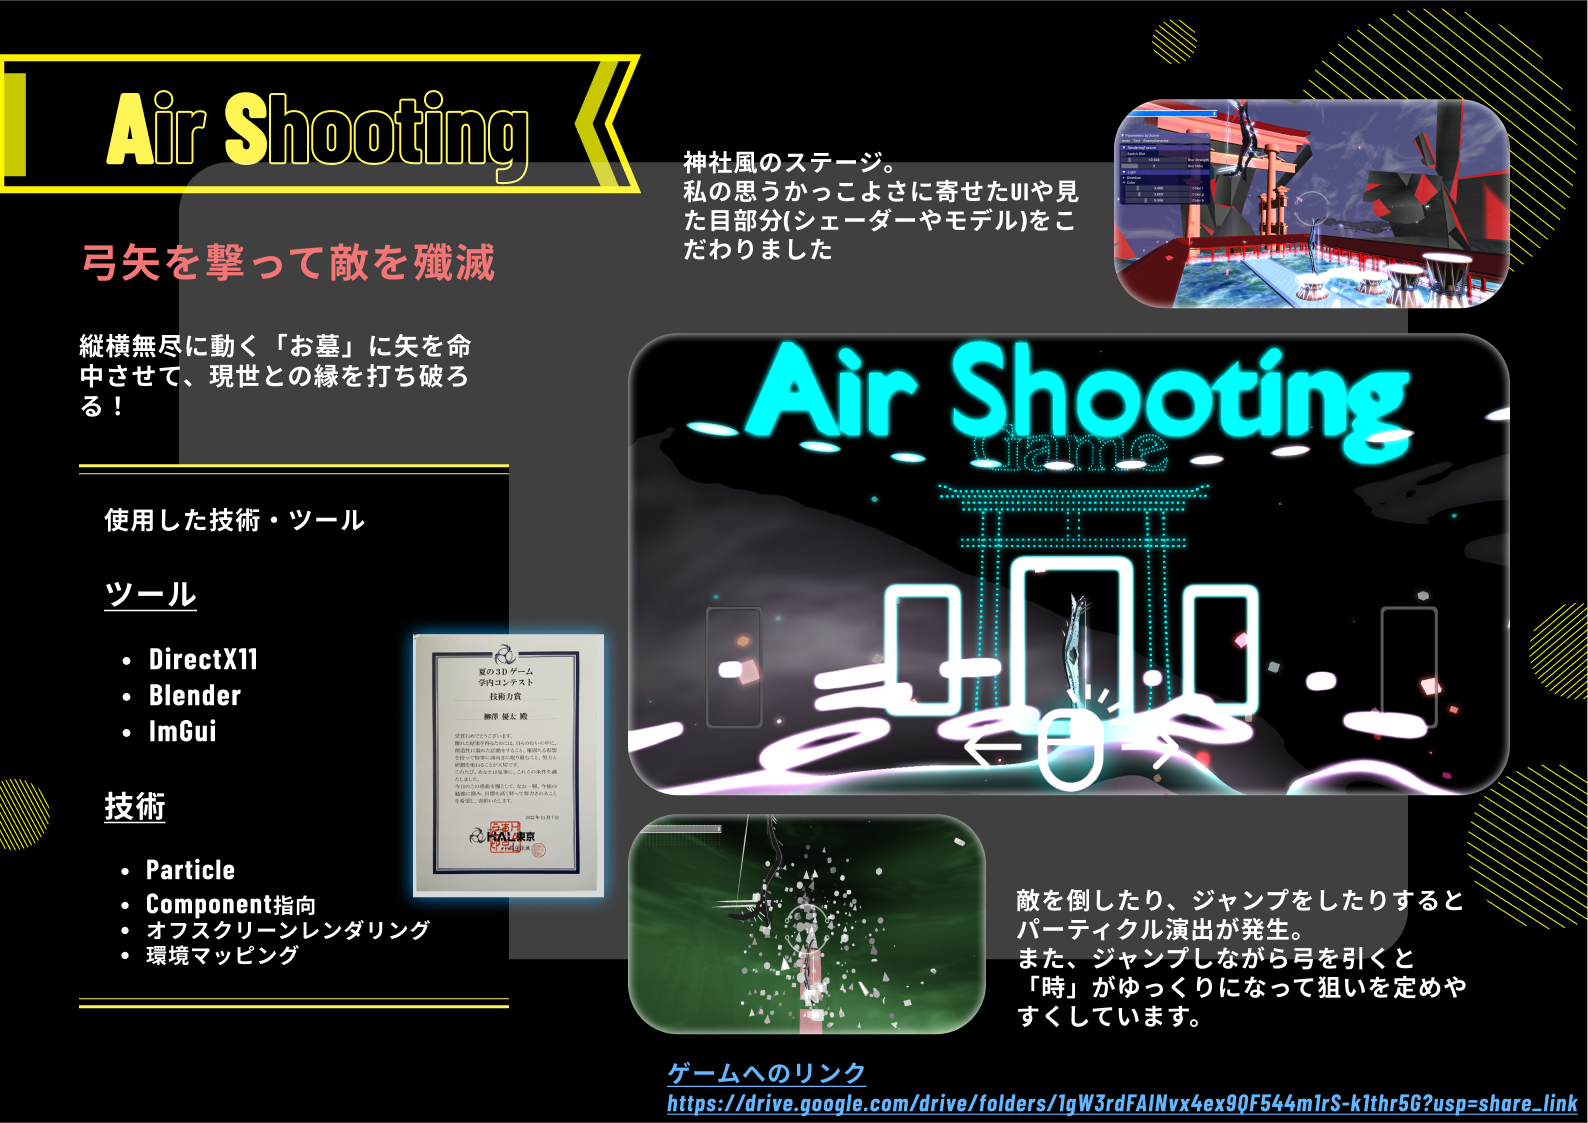 Air Shooting
弓矢を撃って敵を殲滅
縦横無尽に動く「お墓」に矢を命
中させて、現世との縁を打ち破ろ
る！
使用した技術・ツール
ツール
• DirectX11
• Blender
• ImGui
技術
• Particle
• Component指向
• オフスクリーンレンダリング
• 環境マッピング
夏の3Dゲーム
学内コンテスト
技術力賞
柳澤 優太 殿
HAL東京
神社風のステージ。
私の思うかっこよさに寄せたUIや見
た目部分(シェーダーやモデル)をこ
だわりました
Air Shooting
Game
敵を倒したり、ジャンプをしたりすると
パーティクル演出が発生。
また、ジャンプしながら弓を引くと
「時」がゆっくりになって狙いを定めや
すくしています。
ゲームへのリンク
https://drive.google.com/drive/folders/1gW3rdFAINvx4ex9QF544m1rS-k1thr5G?usp=share_link